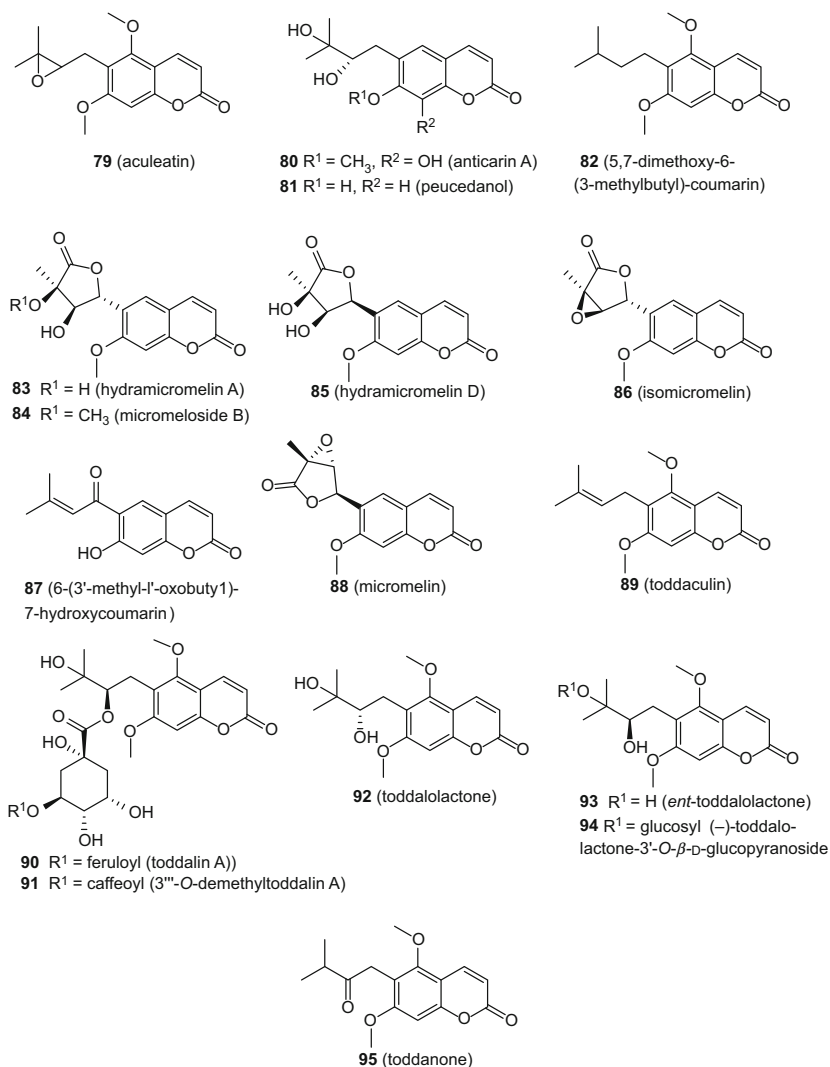 O
O
O
O
O
79 (aculeatin)
HO
HO
R¹O
R²
O
O
80 R¹ = CH₃, R² = OH (anticarin A)
81 R¹ = H, R² = H (peucedanol)
O
O
O
O
82 (5,7-dimethoxy-6-
(3-methylbutyl)-coumarin)
O
O
R¹O
HO
O
O
O
83 R¹ = H (hydramicromelin A)
84 R¹ = CH₃ (micromeloside B)
O
O
HO
HO
O
O
O
85 (hydramicromelin D)
O
O
O
O
O
O
86 (isomicromelin)
O
HO
O
O
87 (6-(3'-methyl-l'-oxobuty1)-
7-hydroxycoumarin)
O
O
O
O
O
O
88 (micromelin)
O
O
O
O
89 (toddaculin)
HO
O
O
O
O
O
O
HO
R¹O
OH
OH
90 R¹ = feruloyl (toddalin A))
91 R¹ = caffeoyl (3'''-O-demethyltoddalin A)
HO
O
OH
O
O
O
92 (toddalolactone)
R¹O
O
OH
O
O
O
93 R¹ = H (ent-toddalolactone)
94 R¹ = glucosyl (–)-toddalo-
lactone-3'-O-β-D-glucopyranoside
O
O
O
O
O
95 (toddanone)